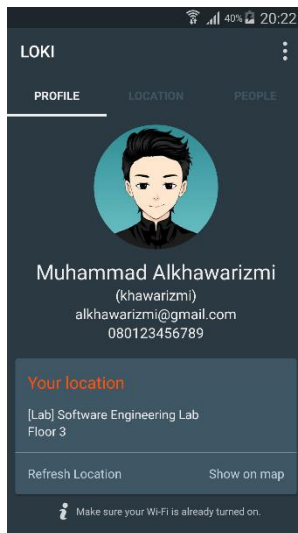 40% 20:22
LOKI
PROFILE LOCATION PEOPLE
Muhammad Alkhawarizmi
(khawarizmi)
alkhawarizmi@gmail.com
080123456789
Your location
[Lab] Software Engineering Lab
Floor 3
Refresh Location Show on map
Make sure your Wi-Fi is already turned on.